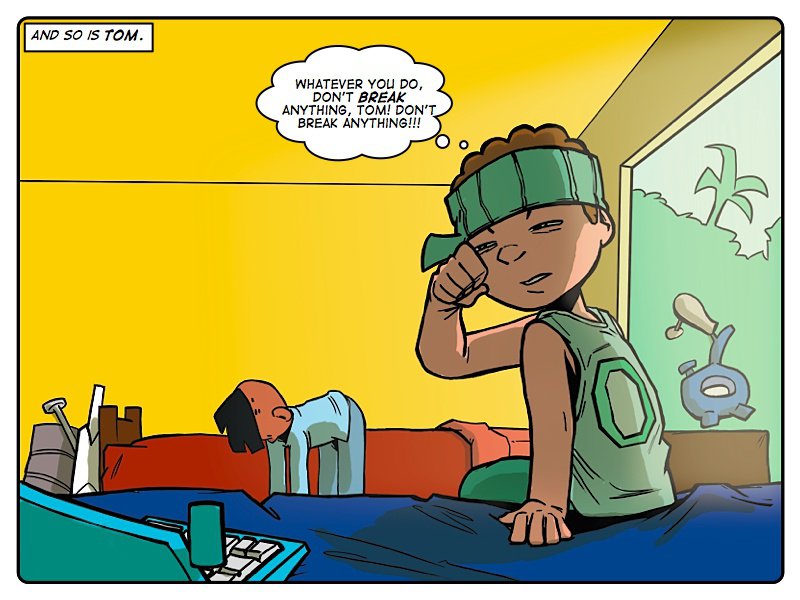 AND SO IS TOM.
WHATEVER YOU DO,
DON'T BREAK
ANYTHING, TOM! DON'T
BREAK ANYTHING!!!